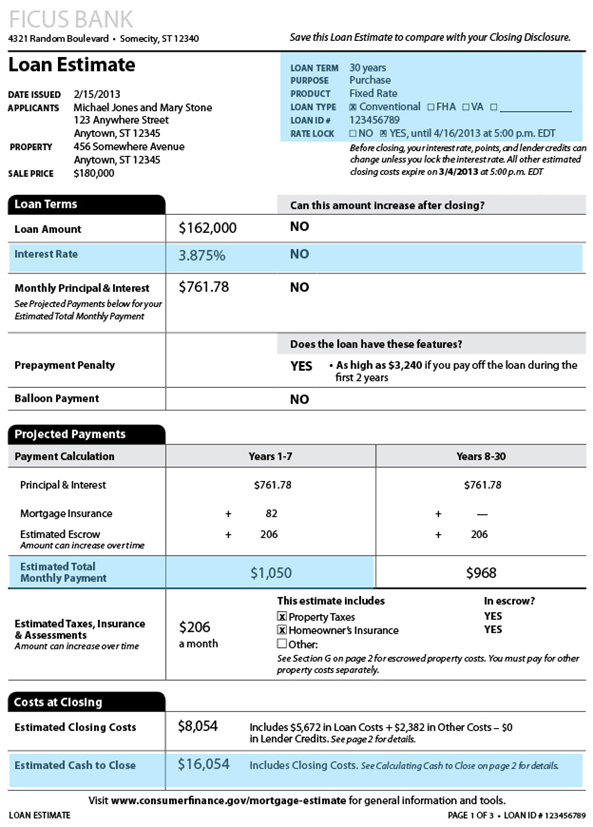 FICUS BANK
4321 Random Boulevard • Somecity, ST 12340
Save this Loan Estimate to compare with your Closing Disclosure.
Loan Estimate
DATE ISSUED 2/15/2013
APPLICANTS Michael Jones and Mary Stone
123 Anywhere Street
Anytown, ST 12345
PROPERTY 456 Somewhere Avenue
Anytown, ST 12345
SALE PRICE $180,000
LOAN TERM 30 years
PURPOSE Purchase
PRODUCT Fixed Rate
LOAN TYPE ☒ Conventional ☐ FHA ☐ VA ☐ ______________
LOAN ID # 123456789
RATE LOCK ☐ NO ☒ YES, until 4/16/2013 at 5:00 p.m. EDT
Before closing, your interest rate, points, and lender credits can
change unless you lock the interest rate. All other estimated
closing costs expire on 3/4/2013 at 5:00 p.m. EDT
Loan Terms Can this amount increase after closing?
Loan Amount $162,000 NO
Interest Rate 3.875% NO
Monthly Principal & Interest $761.78 NO
See Projected Payments below for your
Estimated Total Monthly Payment
Does the loan have these features?
Prepayment Penalty YES • As high as $3,240 if you pay off the loan during the
first 2 years
Balloon Payment NO
Projected Payments
Payment Calculation Years 1-7 Years 8-30
Principal & Interest $761.78 $761.78
Mortgage Insurance + 82 + —
Estimated Escrow + 206 + 206
Amount can increase over time
Estimated Total
Monthly Payment $1,050 $968
Estimated Taxes, Insurance
& Assessments
Amount can increase over time
$206
a month
This estimate includes In escrow?
☒ Property Taxes YES
☒ Homeowner's Insurance YES
☐ Other:
See Section G on page 2 for escrowed property costs. You must pay for other
property costs separately.
Costs at Closing
Estimated Closing Costs $8,054 Includes $5,672 in Loan Costs + $2,382 in Other Costs – $0
in Lender Credits. See page 2 for details.
Estimated Cash to Close $16,054 Includes Closing Costs. See Calculating Cash to Close on page 2 for details.
Visit www.consumerfinance.gov/mortgage-estimate for general information and tools.
LOAN ESTIMATE PAGE 1 OF 3 • LOAN ID # 123456789